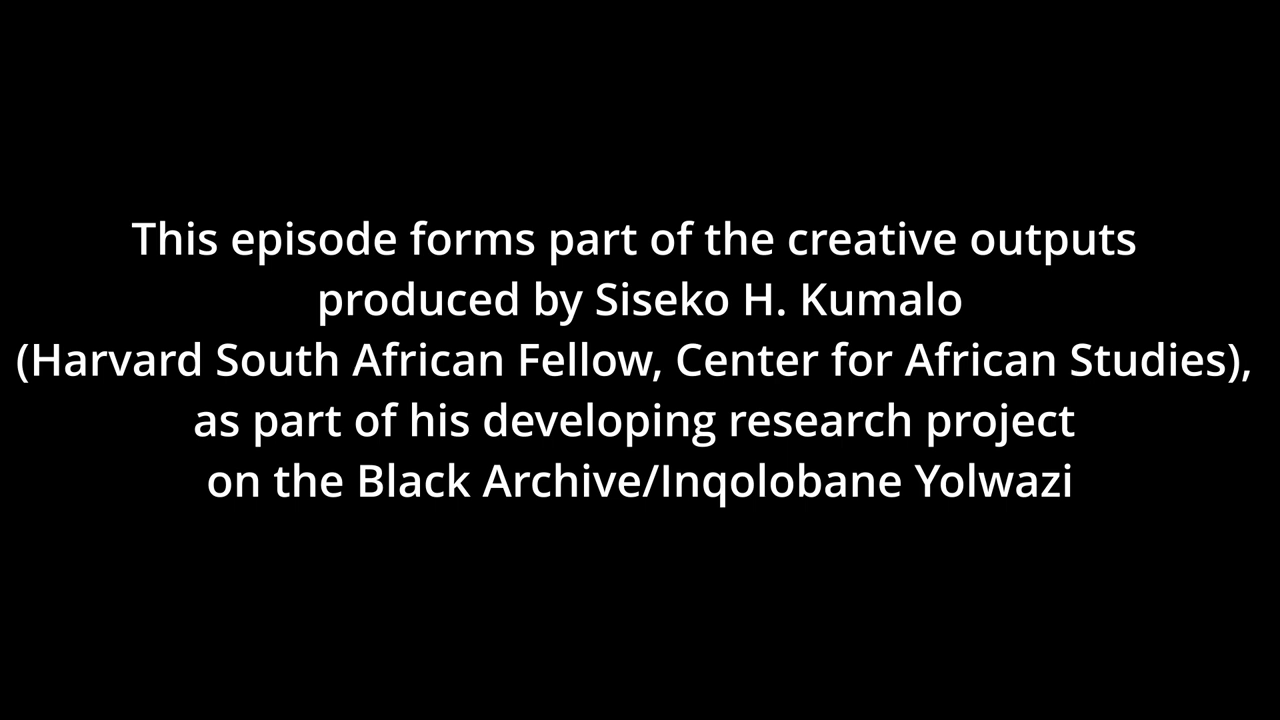 This episode forms part of the creative outputs
produced by Siseko H. Kumalo
(Harvard South African Fellow, Center for African Studies),
as part of his developing research project
on the Black Archive/Inqolobane Yolwazi